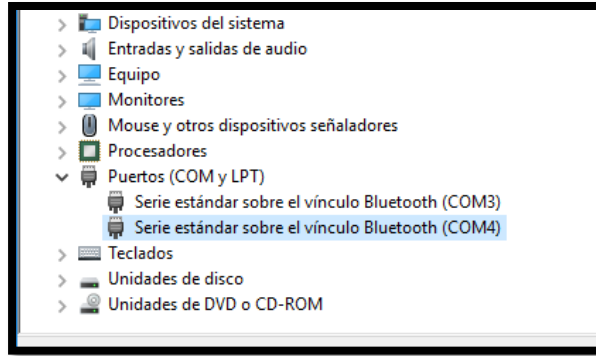 Dispositivos del sistema
Entradas y salidas de audio
Equipo
Monitores
Mouse y otros dispositivos señaladores
Procesadores
Puertos (COM y LPT)
Serie estándar sobre el vínculo Bluetooth (COM3)
Serie estándar sobre el vínculo Bluetooth (COM4)
Teclados
Unidades de disco
Unidades de DVD o CD-ROM